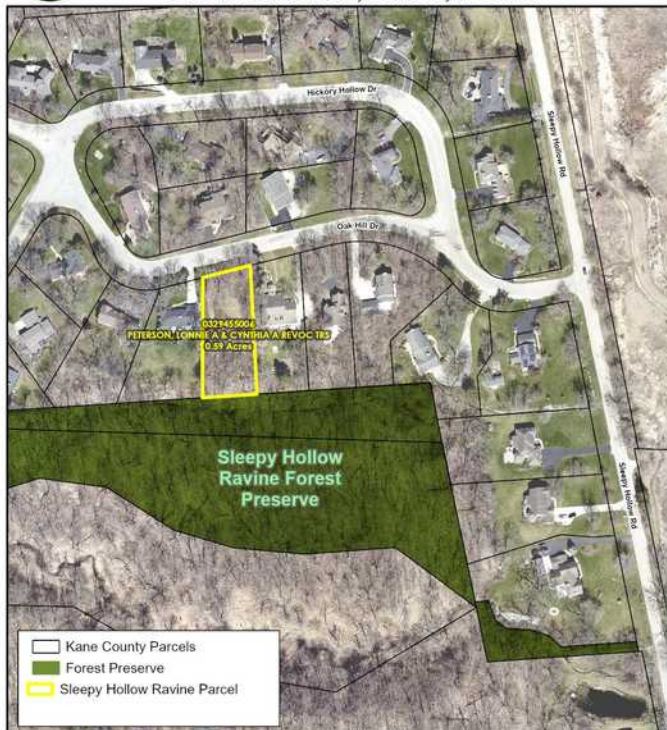 Hickory Hollow Dr
Sleepy Hollow Rd
Oak Hill Dr
0329455006
PETERSON, LONNIE A & CYNTHIA A REVOC TRS
0.59 Acres
Sleepy Hollow
Ravine Forest
Preserve
Sleepy Hollow Rd
Kane County Parcels
Forest Preserve
Sleepy Hollow Ravine Parcel